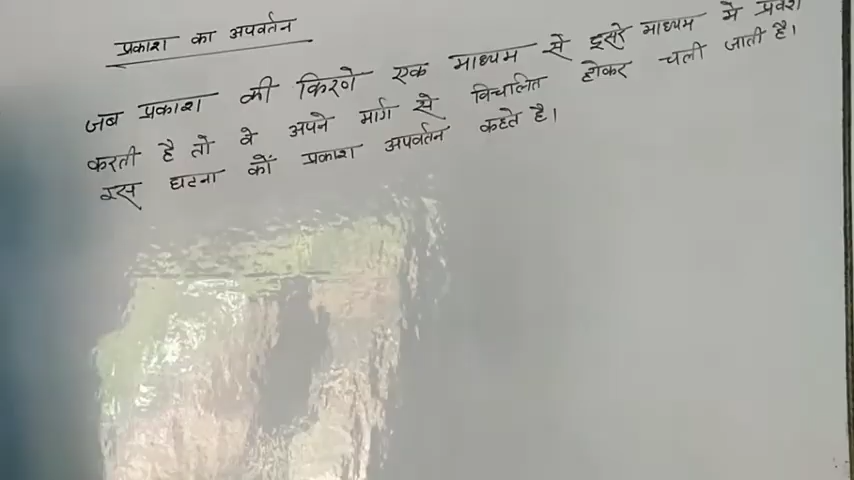 प्रकाश का अपवर्तन
जब प्रकाश की किरणे एक माध्यम से दूसरे माध्यम मे प्रवेश
करती है तो वे अपने मार्ग से विचलित होकर चली जाती है।
इस घटना कों प्रकाश अपवर्तन कहते है।